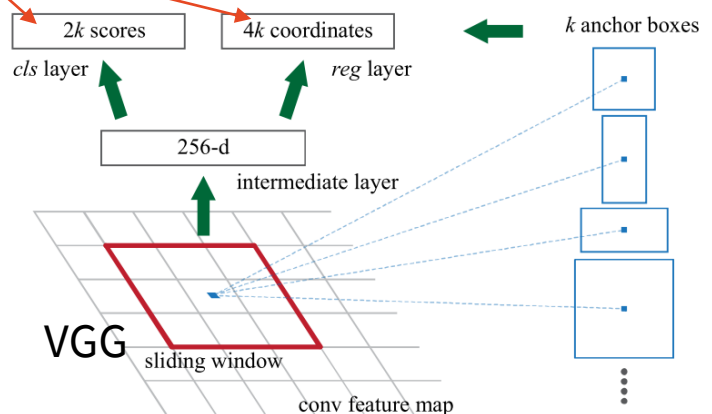 2k scores
4k coordinates
k anchor boxes
cls layer
reg layer
256-d
intermediate layer
VGG
sliding window
conv feature map